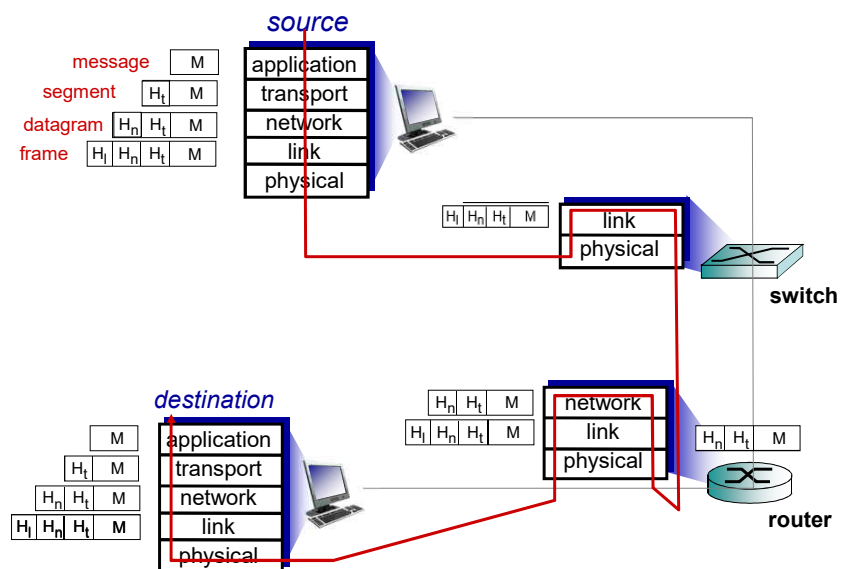 source
message M
application
segment Ht M
transport
datagram Hn Ht M
network
frame Hl Hn Ht M
link
physical
Hl Hn Ht M
link
physical
switch
destination
Hn Ht M
network
Hl Hn Ht M
link
physical
Hn Ht M
router
M
application
Ht M
transport
Hn Ht M
network
Hl Hn Ht M
link
physical